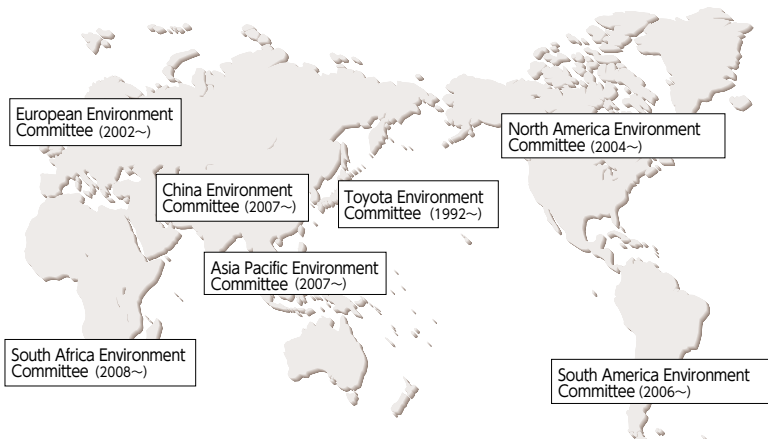 European Environment
Committee (2002～)
North America Environment
Committee (2004～)
China Environment
Committee (2007～)
Toyota Environment
Committee (1992～)
Asia Pacific Environment
Committee (2007～)
South Africa Environment
Committee (2008～)
South America Environment
Committee (2006～)